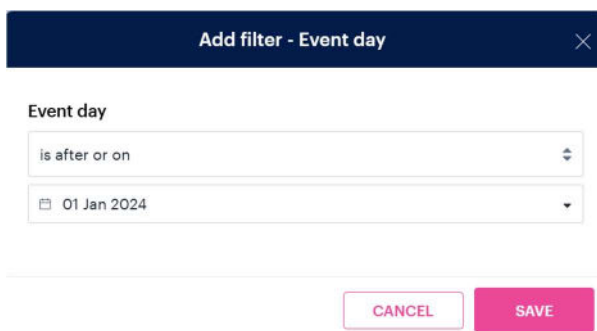 Add filter - Event day
Event day
is after or on
01 Jan 2024
CANCEL SAVE